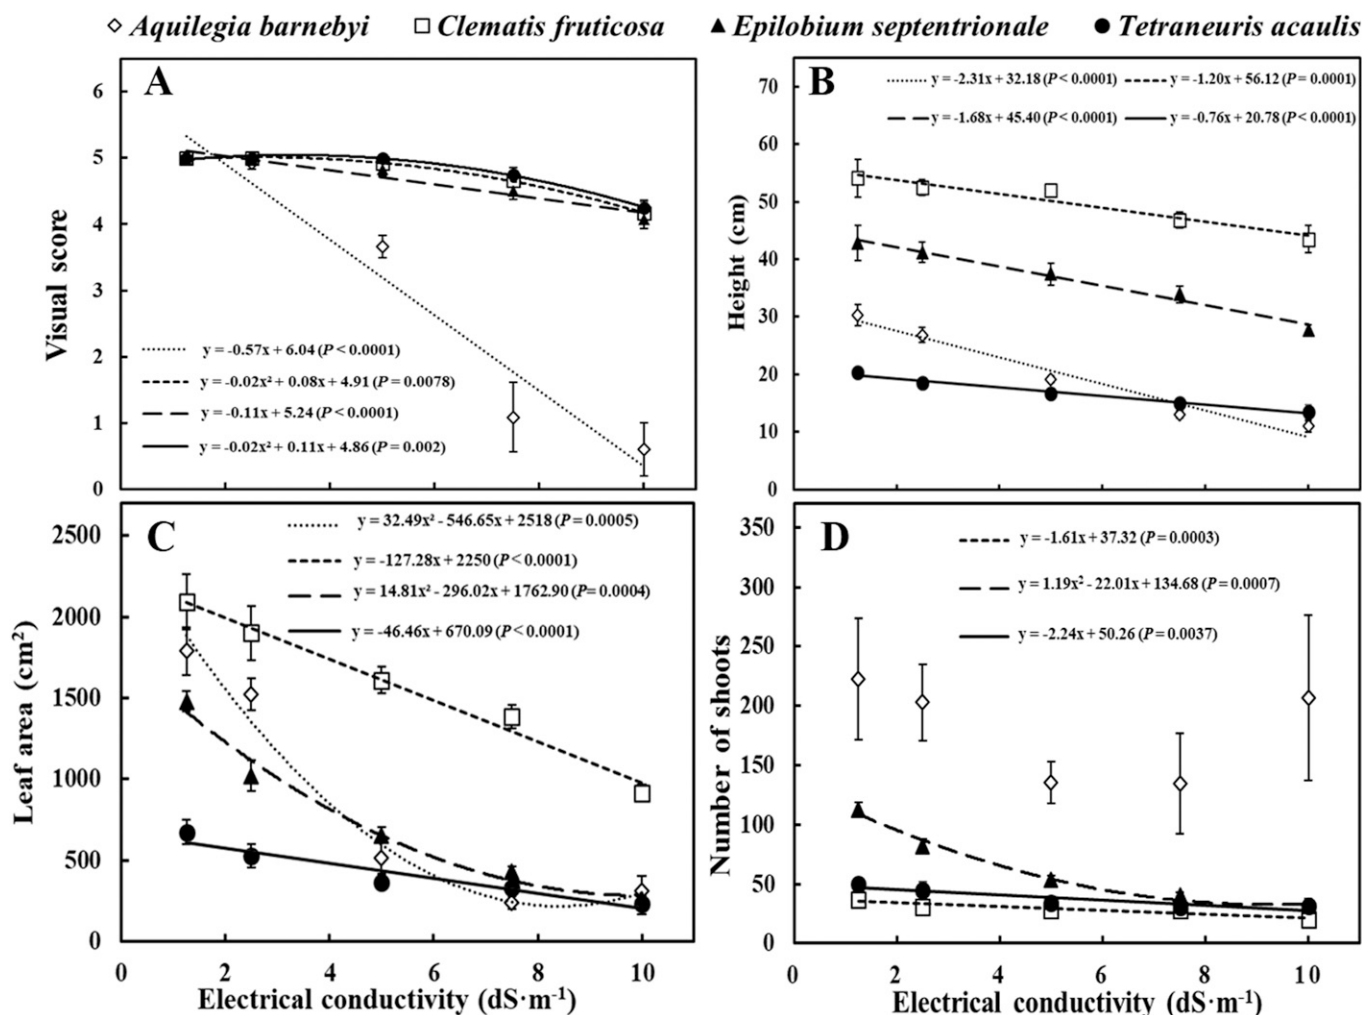 Aquilegia barnebyi Clematis fruticosa Epilobium septentrionale Tetraneuris acaulis
A
6
5
4
3
2
1
0
Visual score
y = -0.57x + 6.04 (P < 0.0001)
y = -0.02x² + 0.08x + 4.91 (P = 0.0078)
y = -0.11x + 5.24 (P < 0.0001)
y = -0.02x² + 0.11x + 4.86 (P = 0.002)
B
y = -2.31x + 32.18 (P < 0.0001) y = -1.20x + 56.12 (P = 0.0001)
y = -1.68x + 45.40 (P < 0.0001) y = -0.76x + 20.78 (P < 0.0001)
70
60
50
40
30
20
10
0
Height (cm)
C
y = 32.49x² - 546.65x + 2518 (P = 0.0005)
y = -127.28x + 2250 (P < 0.0001)
y = 14.81x² - 296.02x + 1762.90 (P = 0.0004)
y = -46.46x + 670.09 (P < 0.0001)
2500
2000
1500
1000
500
0
Leaf area (cm²)
0 2 4 6 8 10
Electrical conductivity (dS·m⁻¹)
D
y = -1.61x + 37.32 (P = 0.0003)
y = 1.19x² - 22.01x + 134.68 (P = 0.0007)
y = -2.24x + 50.26 (P = 0.0037)
350
300
250
200
150
100
50
0
Number of shoots
0 2 4 6 8 10
Electrical conductivity (dS·m⁻¹)